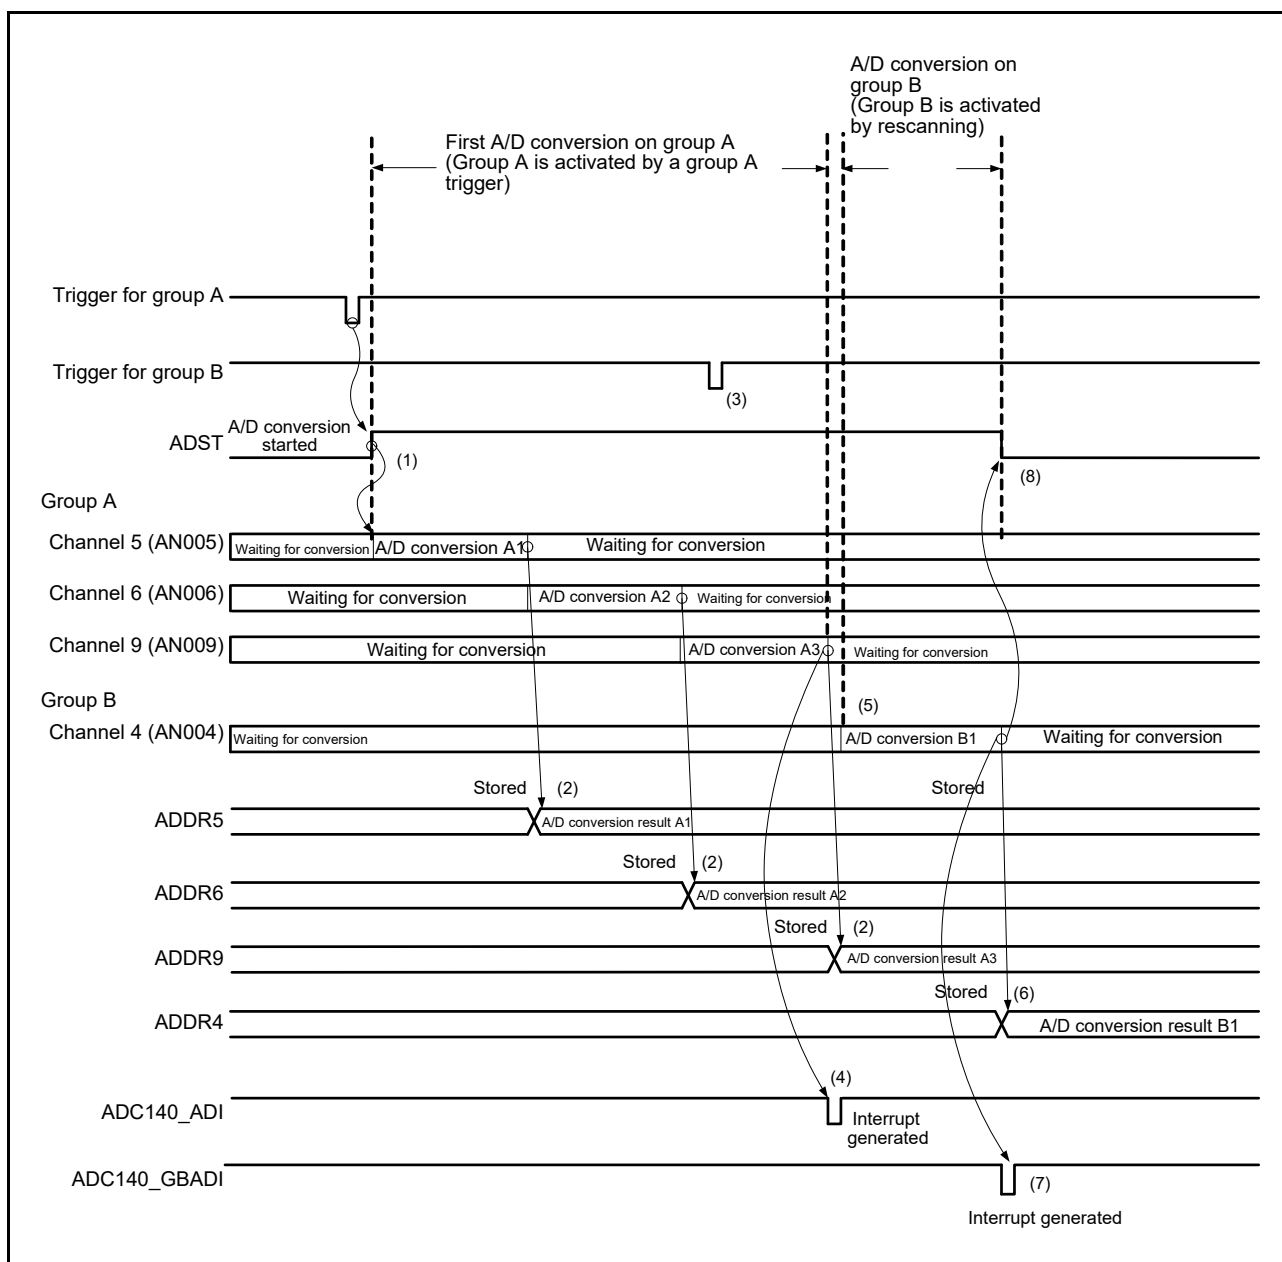 A/D conversion on
group B
(Group B is activated
by rescanning)
First A/D conversion on group A
(Group A is activated by a group A
trigger)
Trigger for group A
Trigger for group B
(3)
ADST
A/D conversion
started
(1)
(8)
Group A
Channel 5 (AN005)
Waiting for conversion
A/D conversion A1
Waiting for conversion
Channel 6 (AN006)
Waiting for conversion
A/D conversion A2
Waiting for conversion
Channel 9 (AN009)
Waiting for conversion
A/D conversion A3
Waiting for conversion
Group B
(5)
Channel 4 (AN004)
Waiting for conversion
A/D conversion B1
Waiting for conversion
Stored
(2)
Stored
ADDR5
A/D conversion result A1
Stored
(2)
ADDR6
A/D conversion result A2
Stored
(2)
ADDR9
A/D conversion result A3
Stored
(6)
ADDR4
A/D conversion result B1
(4)
ADC140_ADI
Interrupt
generated
ADC140_GBADI
(7)
Interrupt generated